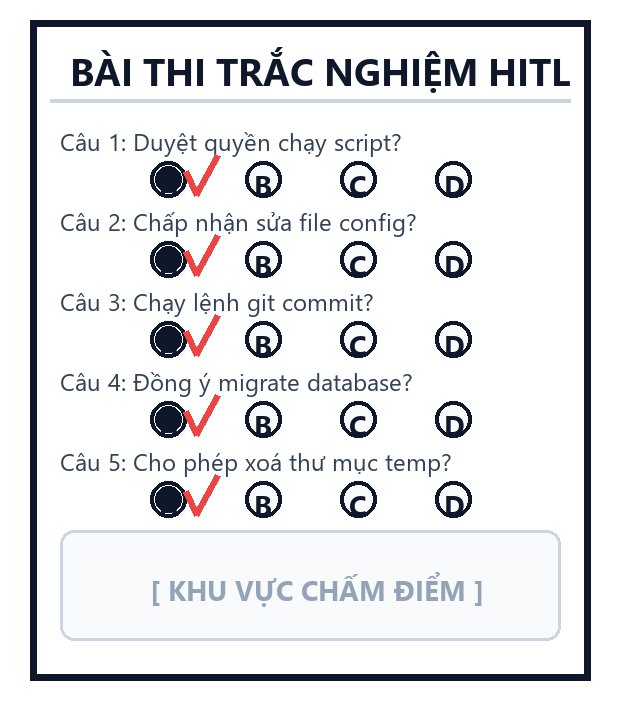 BÀI THI TRẮC NGHIỆM HITL
Câu 1: Duyệt quyền chạy script?
B C D
Câu 2: Chấp nhận sửa file config?
B C D
Câu 3: Chạy lệnh git commit?
B C D
Câu 4: Đồng ý migrate database?
B C D
Câu 5: Cho phép xoá thư mục temp?
B C D
[ KHU VỰC CHẤM ĐIỂM ]